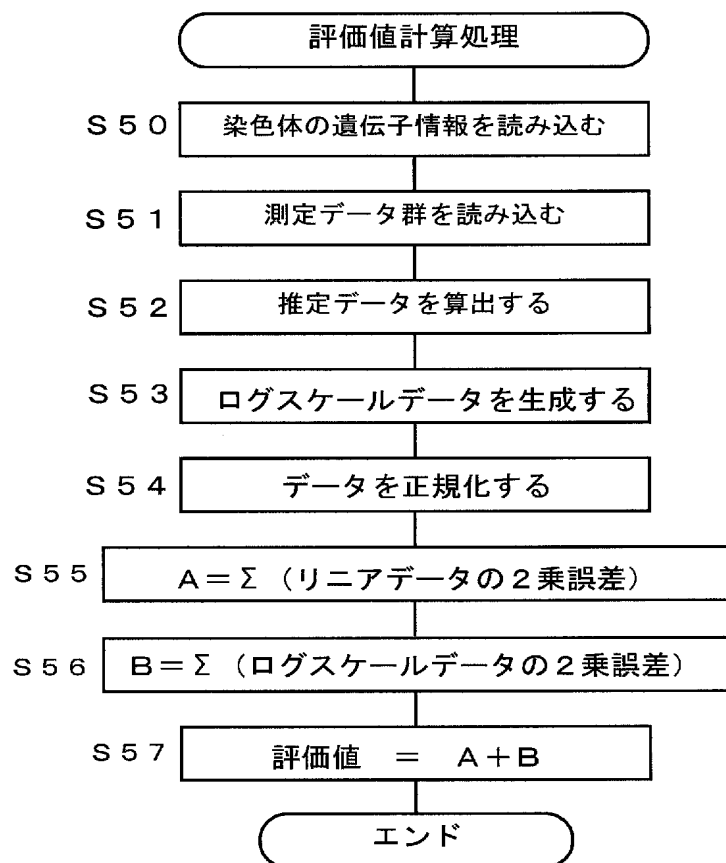 評価値計算処理
S50 染色体の遺伝子情報を読み込む
S51 測定データ群を読み込む
S52 推定データを算出する
S53 ログスケールデータを生成する
S54 データを正規化する
S55 A=Σ(リニアデータの2乗誤差)
S56 B=Σ(ログスケールデータの2乗誤差)
S57 評価値 = A+B
エンド